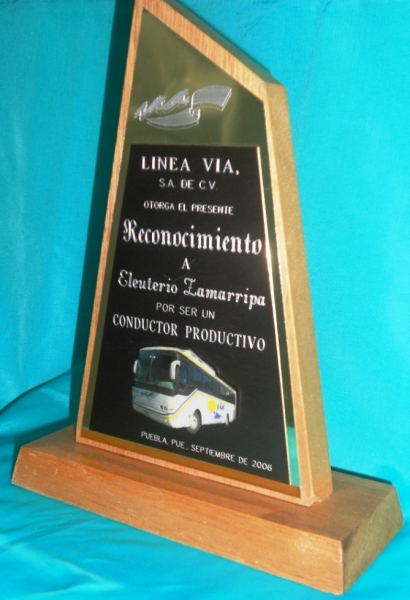 LINEA VIA,
S.A. DE C.V.
OTORGA EL PRESENTE
Reconocimiento
A
Eleuterio Zamarripa
POR SER UN
CONDUCTOR PRODUCTIVO
PUEBLA, PUE, SEPTIEMBRE DE 2006